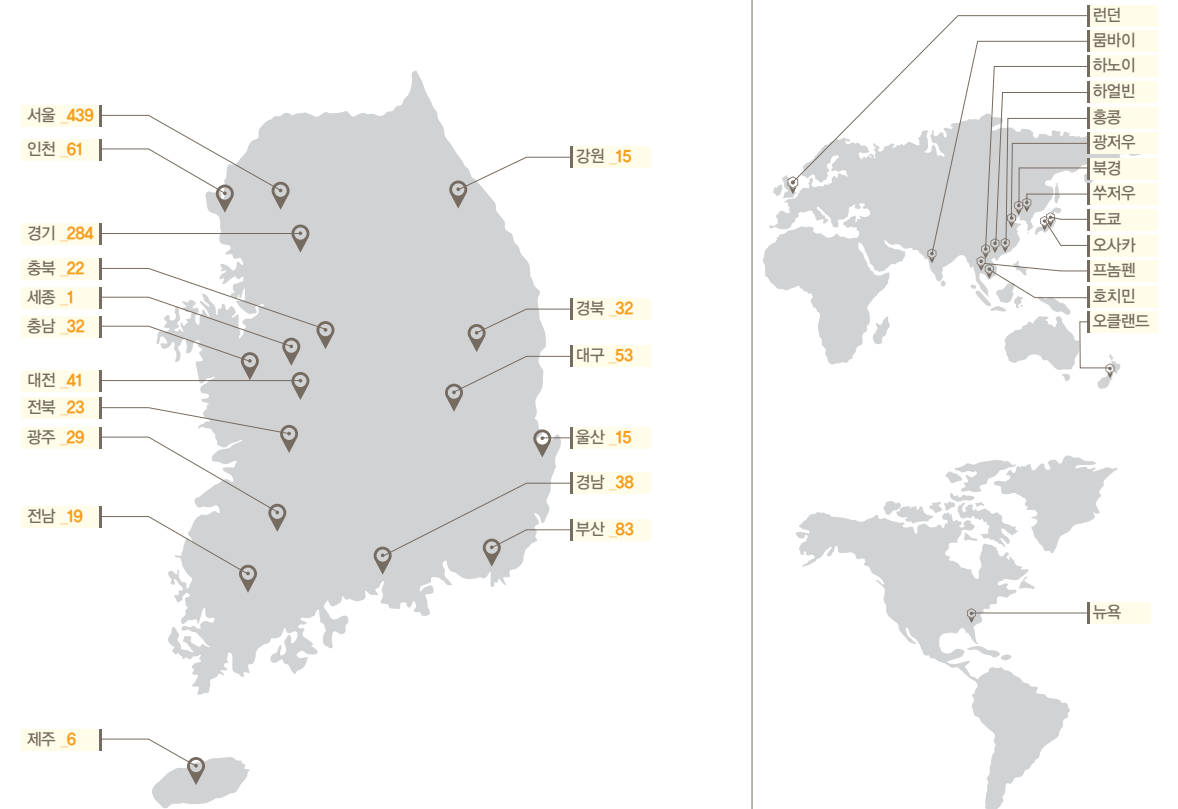 서울 _439
인천 _61
경기 _284
충북 _22
세종 _1
충남 _32
대전 _41
전북 _23
광주 _29
전남 _19
제주 _6
강원 _15
경북 _32
대구 _53
울산 _15
경남 _38
부산 _83
런던
뭄바이
하노이
하얼빈
홍콩
광저우
북경
쑤저우
도쿄
오사카
프놈펜
호치민
오클랜드
뉴욕